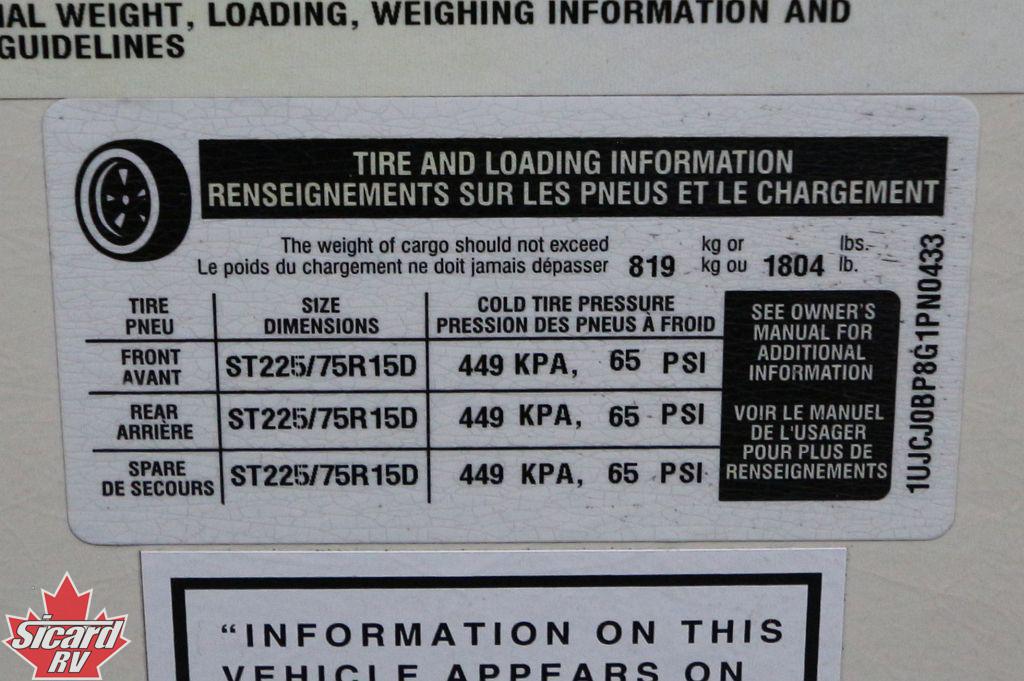 IAL WEIGHT, LOADING, WEIGHING INFORMATION AND
GUIDELINES
TIRE AND LOADING INFORMATION
RENSEIGNEMENTS SUR LES PNEUS ET LE CHARGEMENT
The weight of cargo should not exceed kg or lbs.
Le poids du chargement ne doit jamais dépasser 819 kg ou 1804 lb.
TIRE SIZE COLD TIRE PRESSURE
PNEU DIMENSIONS PRESSION DES PNEUS À FROID
FRONT
AVANT
ST225/75R15D 449 KPA, 65 PSI
REAR
ARRIÈRE
ST225/75R15D 449 KPA, 65 PSI
SPARE
DE SECOURS
ST225/75R15D 449 KPA, 65 PSI
SEE OWNER'S
MANUAL FOR
ADDITIONAL
INFORMATION
VOIR LE MANUEL
DE L'USAGER
POUR PLUS DE
RENSEIGNEMENTS
1UJCJ0BP8G1PN0433
"INFORMATION ON THIS
VEHICLE APPEARS ON
Sicard
RV